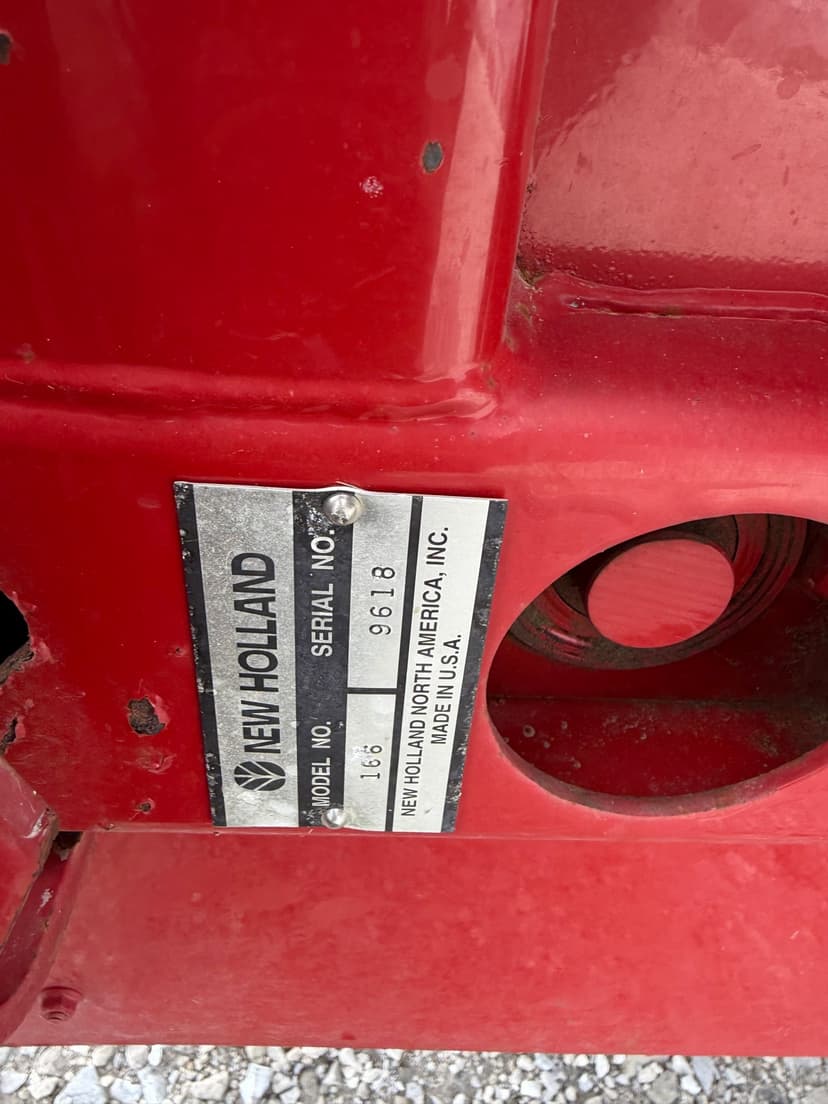 NEW HOLLAND
MODEL NO. SERIAL NO.
166 9618
NEW HOLLAND NORTH AMERICA, INC.
MADE IN U.S.A.